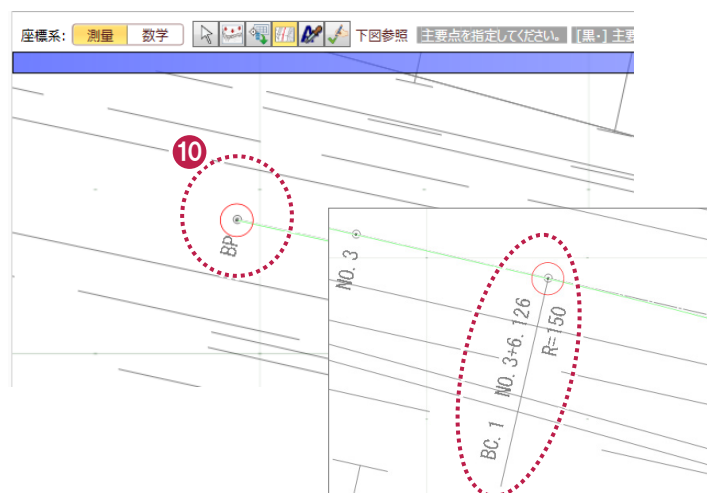 座標系: 測量 数学 下図参照 主要点を指定してください。 [黒・] 主要
10
BP
NO. 3
NO. 3+6. 126
R=150
BC. 1